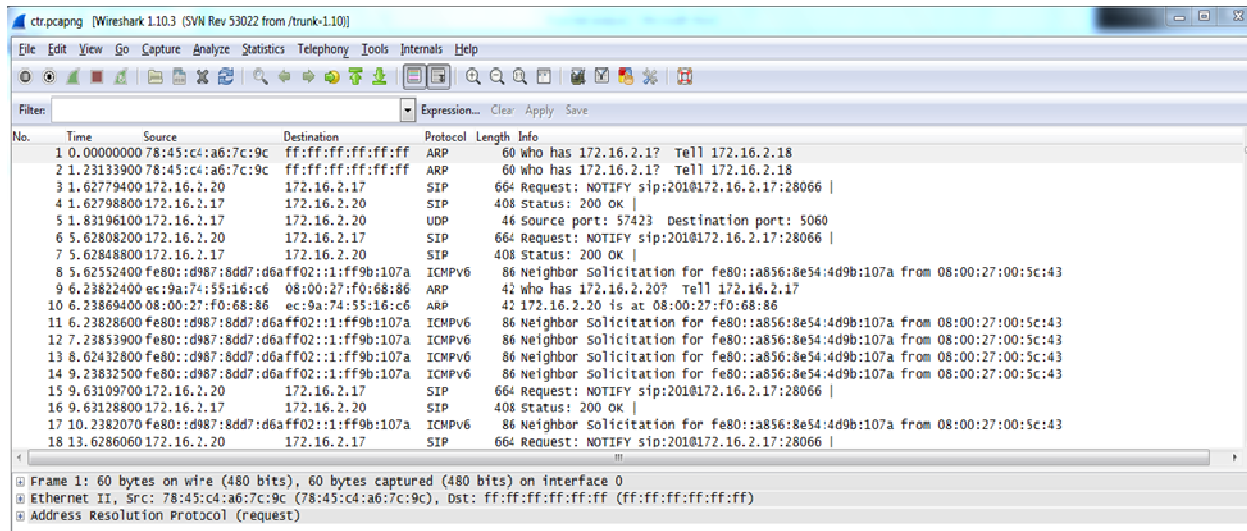 ctr.pcapng [Wireshark 1.10.3 (SVN Rev 53022 from /trunk-1.10)]
File Edit View Go Capture Analyze Statistics Telephony Tools Internals Help
Filter: Expression... Clear Apply Save
No. Time Source Destination Protocol Length Info
1 0.00000000 78:45:c4:a6:7c:9c ff:ff:ff:ff:ff:ff ARP 60 Who has 172.16.2.1? Tell 172.16.2.18
2 1.23133900 78:45:c4:a6:7c:9c ff:ff:ff:ff:ff:ff ARP 60 Who has 172.16.2.1? Tell 172.16.2.18
3 1.62779400 172.16.2.20 172.16.2.17 SIP 664 Request: NOTIFY sip:201@172.16.2.17:28066 |
4 1.62798800 172.16.2.17 172.16.2.20 SIP 408 Status: 200 OK |
5 1.83196100 172.16.2.17 172.16.2.20 UDP 46 Source port: 57423 Destination port: 5060
6 5.62808200 172.16.2.20 172.16.2.17 SIP 664 Request: NOTIFY sip:201@172.16.2.17:28066 |
7 5.62848800 172.16.2.17 172.16.2.20 SIP 408 Status: 200 OK |
8 5.62552400 fe80::d987:8dd7:d6aff02::1:ff9b:107a ICMPv6 86 Neighbor Solicitation for fe80::a856:8e54:4d9b:107a from 08:00:27:00:5c:43
9 6.23822400 ec:9a:74:55:16:c6 08:00:27:f0:68:86 ARP 42 Who has 172.16.2.20? Tell 172.16.2.17
10 6.23869400 08:00:27:f0:68:86 ec:9a:74:55:16:c6 ARP 42 172.16.2.20 is at 08:00:27:f0:68:86
11 6.23828600 fe80::d987:8dd7:d6aff02::1:ff9b:107a ICMPv6 86 Neighbor Solicitation for fe80::a856:8e54:4d9b:107a from 08:00:27:00:5c:43
12 7.23853900 fe80::d987:8dd7:d6aff02::1:ff9b:107a ICMPv6 86 Neighbor Solicitation for fe80::a856:8e54:4d9b:107a from 08:00:27:00:5c:43
13 8.62432800 fe80::d987:8dd7:d6aff02::1:ff9b:107a ICMPv6 86 Neighbor Solicitation for fe80::a856:8e54:4d9b:107a from 08:00:27:00:5c:43
14 9.23832500 fe80::d987:8dd7:d6aff02::1:ff9b:107a ICMPv6 86 Neighbor Solicitation for fe80::a856:8e54:4d9b:107a from 08:00:27:00:5c:43
15 9.63109700 172.16.2.20 172.16.2.17 SIP 664 Request: NOTIFY sip:201@172.16.2.17:28066 |
16 9.63128800 172.16.2.17 172.16.2.20 SIP 408 Status: 200 OK |
17 10.2382070 fe80::d987:8dd7:d6aff02::1:ff9b:107a ICMPv6 86 Neighbor Solicitation for fe80::a856:8e54:4d9b:107a from 08:00:27:00:5c:43
18 13.6286060 172.16.2.20 172.16.2.17 SIP 664 Request: NOTIFY sip:201@172.16.2.17:28066 |
Frame 1: 60 bytes on wire (480 bits), 60 bytes captured (480 bits) on interface 0
Ethernet II, Src: 78:45:c4:a6:7c:9c (78:45:c4:a6:7c:9c), Dst: ff:ff:ff:ff:ff:ff (ff:ff:ff:ff:ff:ff)
Address Resolution Protocol (request)